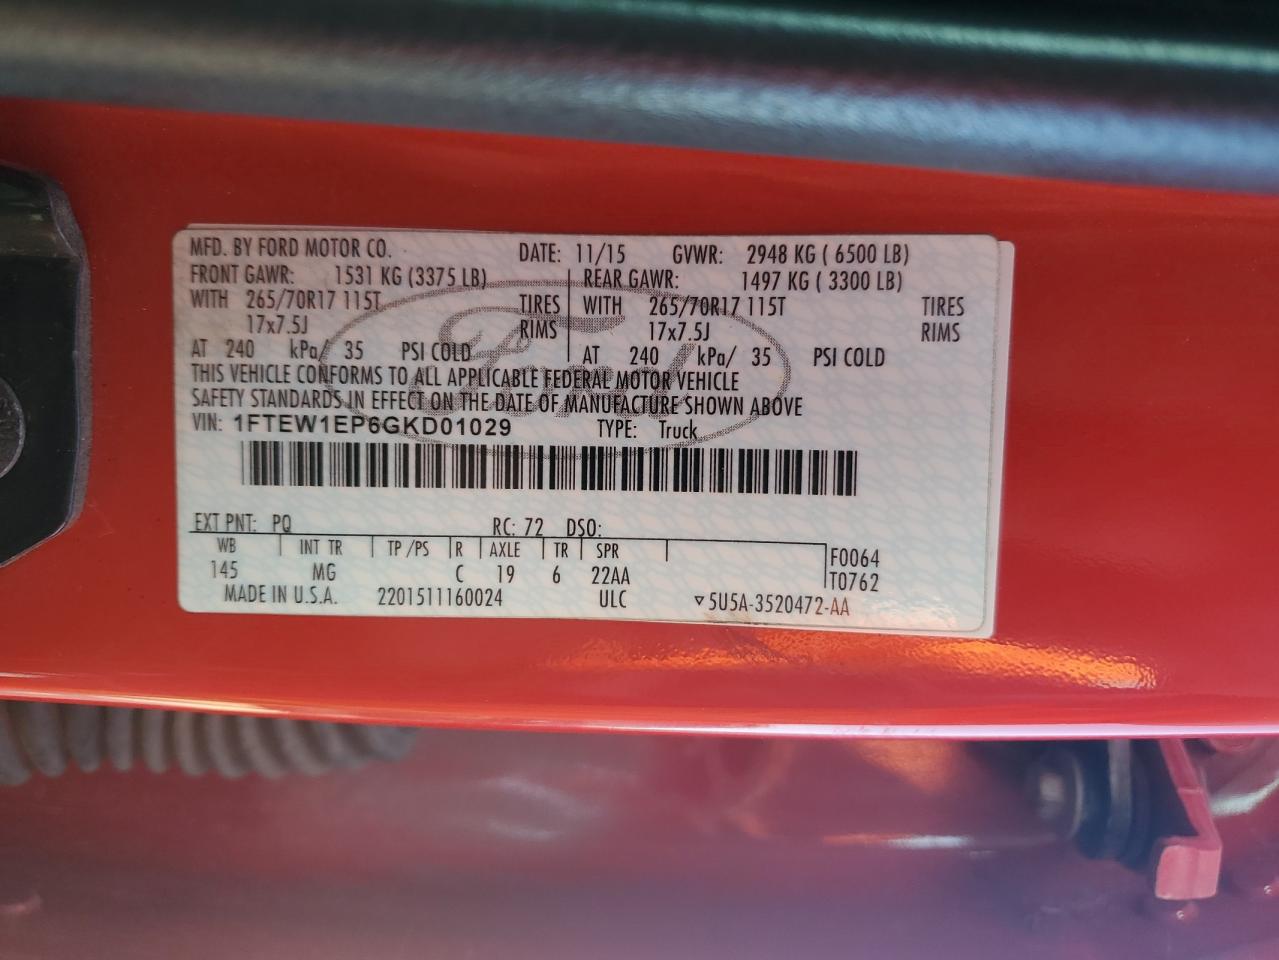 MFD. BY FORD MOTOR CO. DATE: 11/15 GVWR: 2948 KG ( 6500 LB)
FRONT GAWR: 1531 KG (3375 LB) REAR GAWR: 1497 KG ( 3300 LB)
WITH 265/70R17 115T TIRES WITH 265/70R17 115T TIRES
17x7.5J RIMS 17x7.5J RIMS
AT 240 kPa/ 35 PSI COLD AT 240 kPa/ 35 PSI COLD
THIS VEHICLE CONFORMS TO ALL APPLICABLE FEDERAL MOTOR VEHICLE
SAFETY STANDARDS IN EFFECT ON THE DATE OF MANUFACTURE SHOWN ABOVE
Ford
VIN: 1FTEW1EP6GKD01029 TYPE: Truck
EXT PNT: PQ RC: 72 DSO:
WB INT TR TP/PS R AXLE TR SPR F0064
145 MG C 19 6 22AA T0762
MADE IN U.S.A. 2201511160024 ULC ▽5U5A-3520472-AA